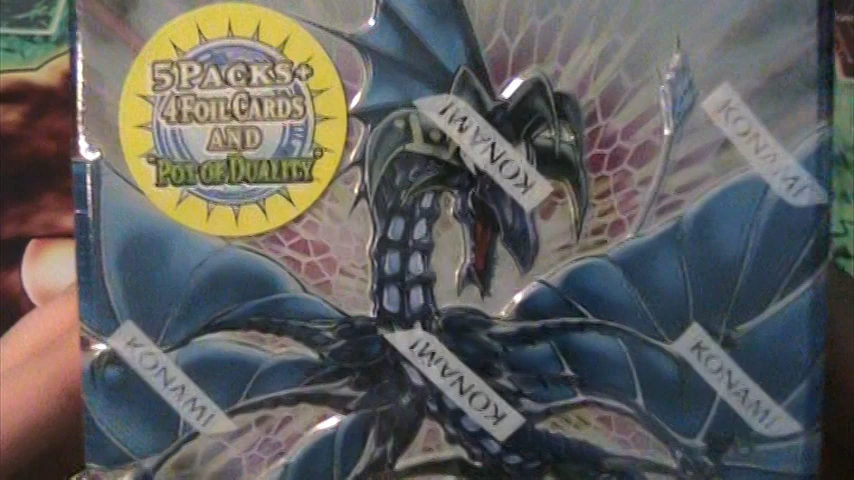 5 PACKS+
4 FOIL CARDS
AND
"POT OF DUALITY"
KONAMI
KONAMI
KONAMI
KONAMI
KONAMI